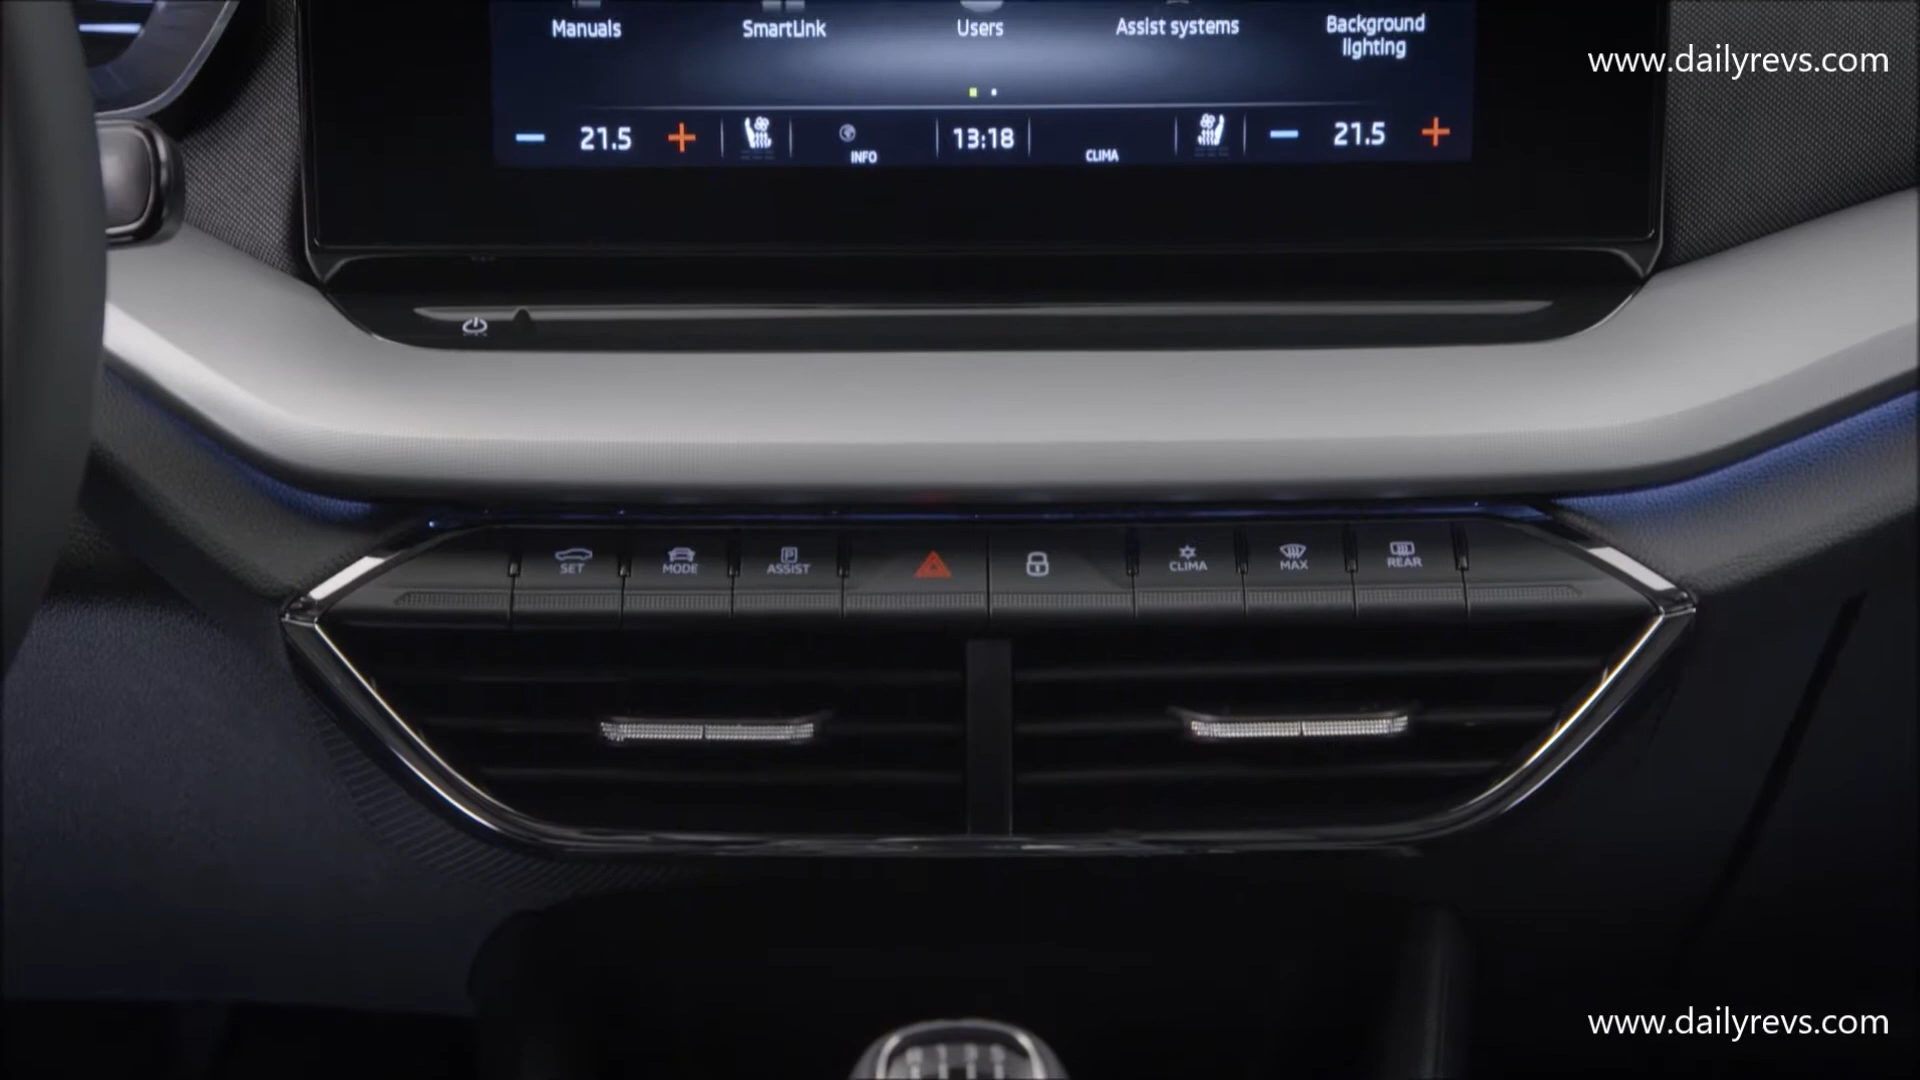 Manuals
SmartLink
Users
Assist systems
Background
lighting
www.dailyrevs.com
21.5
INFO
13:18
CLIMA
21.5
SET
MODE
P
ASSIST
CLIMA
MAX
REAR
www.dailyrevs.com